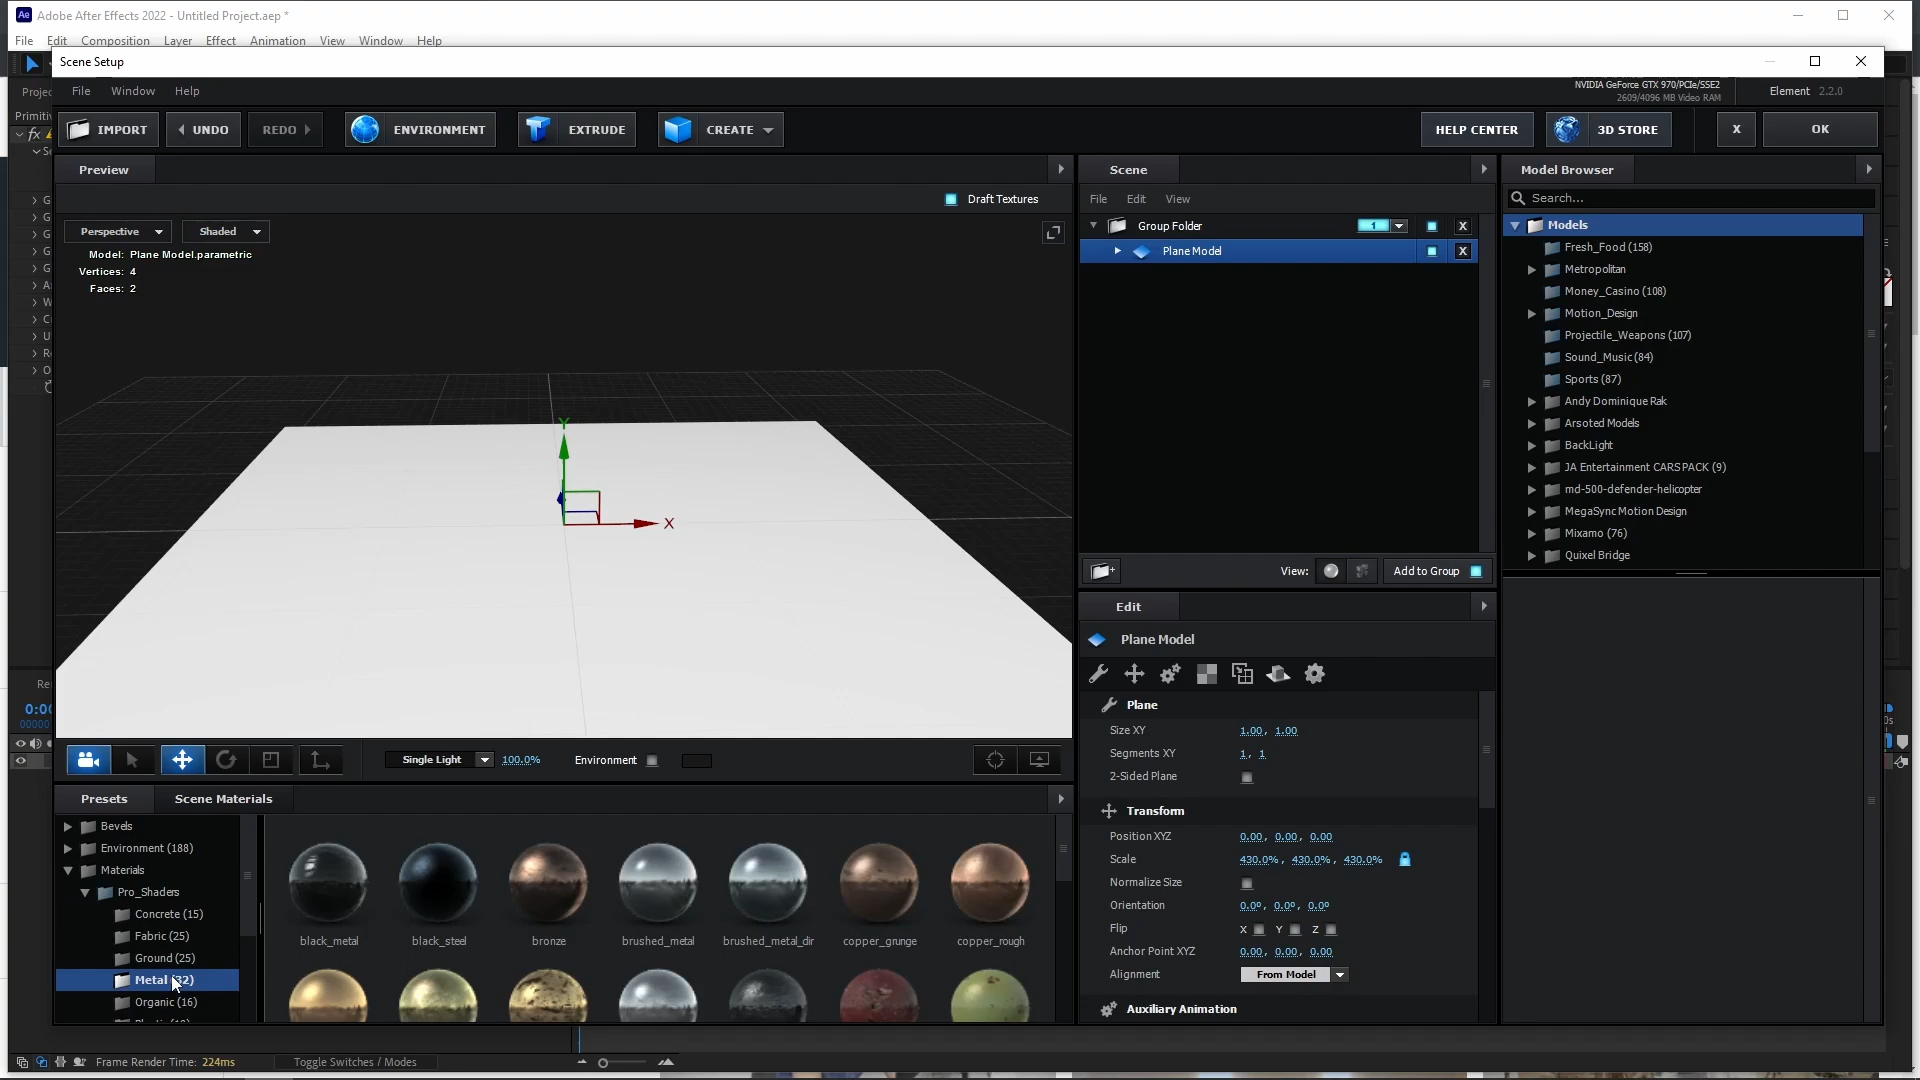 Adobe After Effects 2022 - Untitled Project.aep *
File Edit Composition Layer Effect Animation View Window Help
Scene Setup
File Window Help
NVIDIA GeForce GTX 970/PCIe/SSE2
2609/4096 MB Video RAM
Element 2.2.0
IMPORT UNDO REDO ENVIRONMENT EXTRUDE CREATE HELP CENTER 3D STORE X OK
Preview
Draft Textures
Perspective Shaded
Model: Plane Model.parametric
Vertices: 4
Faces: 2
Y
X
Single Light 100.0% Environment
Scene
File Edit View
Group Folder 1 X
Plane Model X
View: Add to Group
Edit
Plane Model
Plane
Size XY 1.00, 1.00
Segments XY 1, 1
2-Sided Plane
Transform
Position XYZ 0.00, 0.00, 0.00
Scale 430.0%, 430.0%, 430.0%
Normalize Size
Orientation 0.0º, 0.0º, 0.0º
Flip X Y Z
Anchor Point XYZ 0.00, 0.00, 0.00
Alignment From Model
Auxiliary Animation
Model Browser
Search...
Models
Fresh_Food (158)
Metropolitan
Money_Casino (108)
Motion_Design
Projectile_Weapons (107)
Sound_Music (84)
Sports (87)
Andy Dominique Rak
Arsoted Models
BackLight
JA Entertainment CARS PACK (9)
md-500-defender-helicopter
MegaSync Motion Design
Mixamo (76)
Quixel Bridge
Presets Scene Materials
Bevels
Environment (188)
Materials
Pro_Shaders
Concrete (15)
Fabric (25)
Ground (25)
Metal
Organic (16)
black_metal black_steel bronze brushed_metal brushed_metal_dir copper_grunge copper_rough
Frame Render Time: 224ms Toggle Switches / Modes